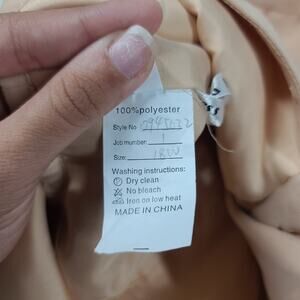 100%polyester
Style No
Job number: 1
Size: 18W
Washing instructions:
Dry clean
No bleach
Iron on low heat
MADE IN CHINA